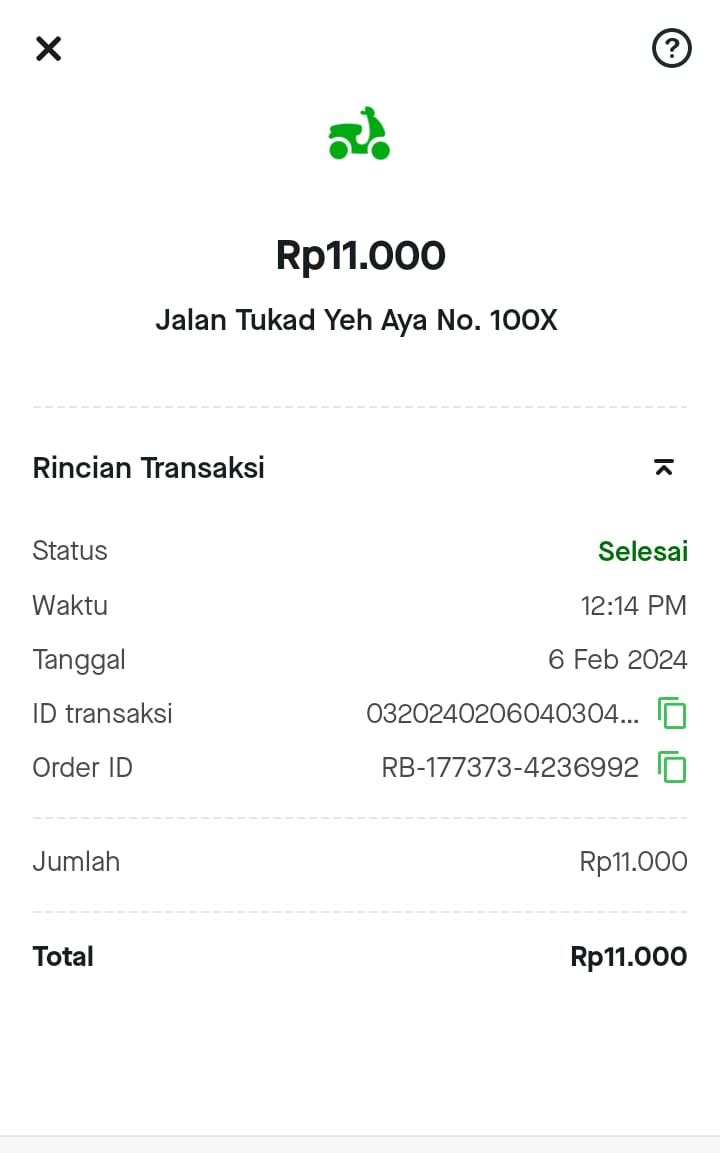 Rp11.000
Jalan Tukad Yeh Aya No. 100X
Rincian Transaksi
Status Selesai
Waktu 12:14 PM
Tanggal 6 Feb 2024
ID transaksi 0320240206040304...
Order ID RB-177373-4236992
Jumlah Rp11.000
Total Rp11.000